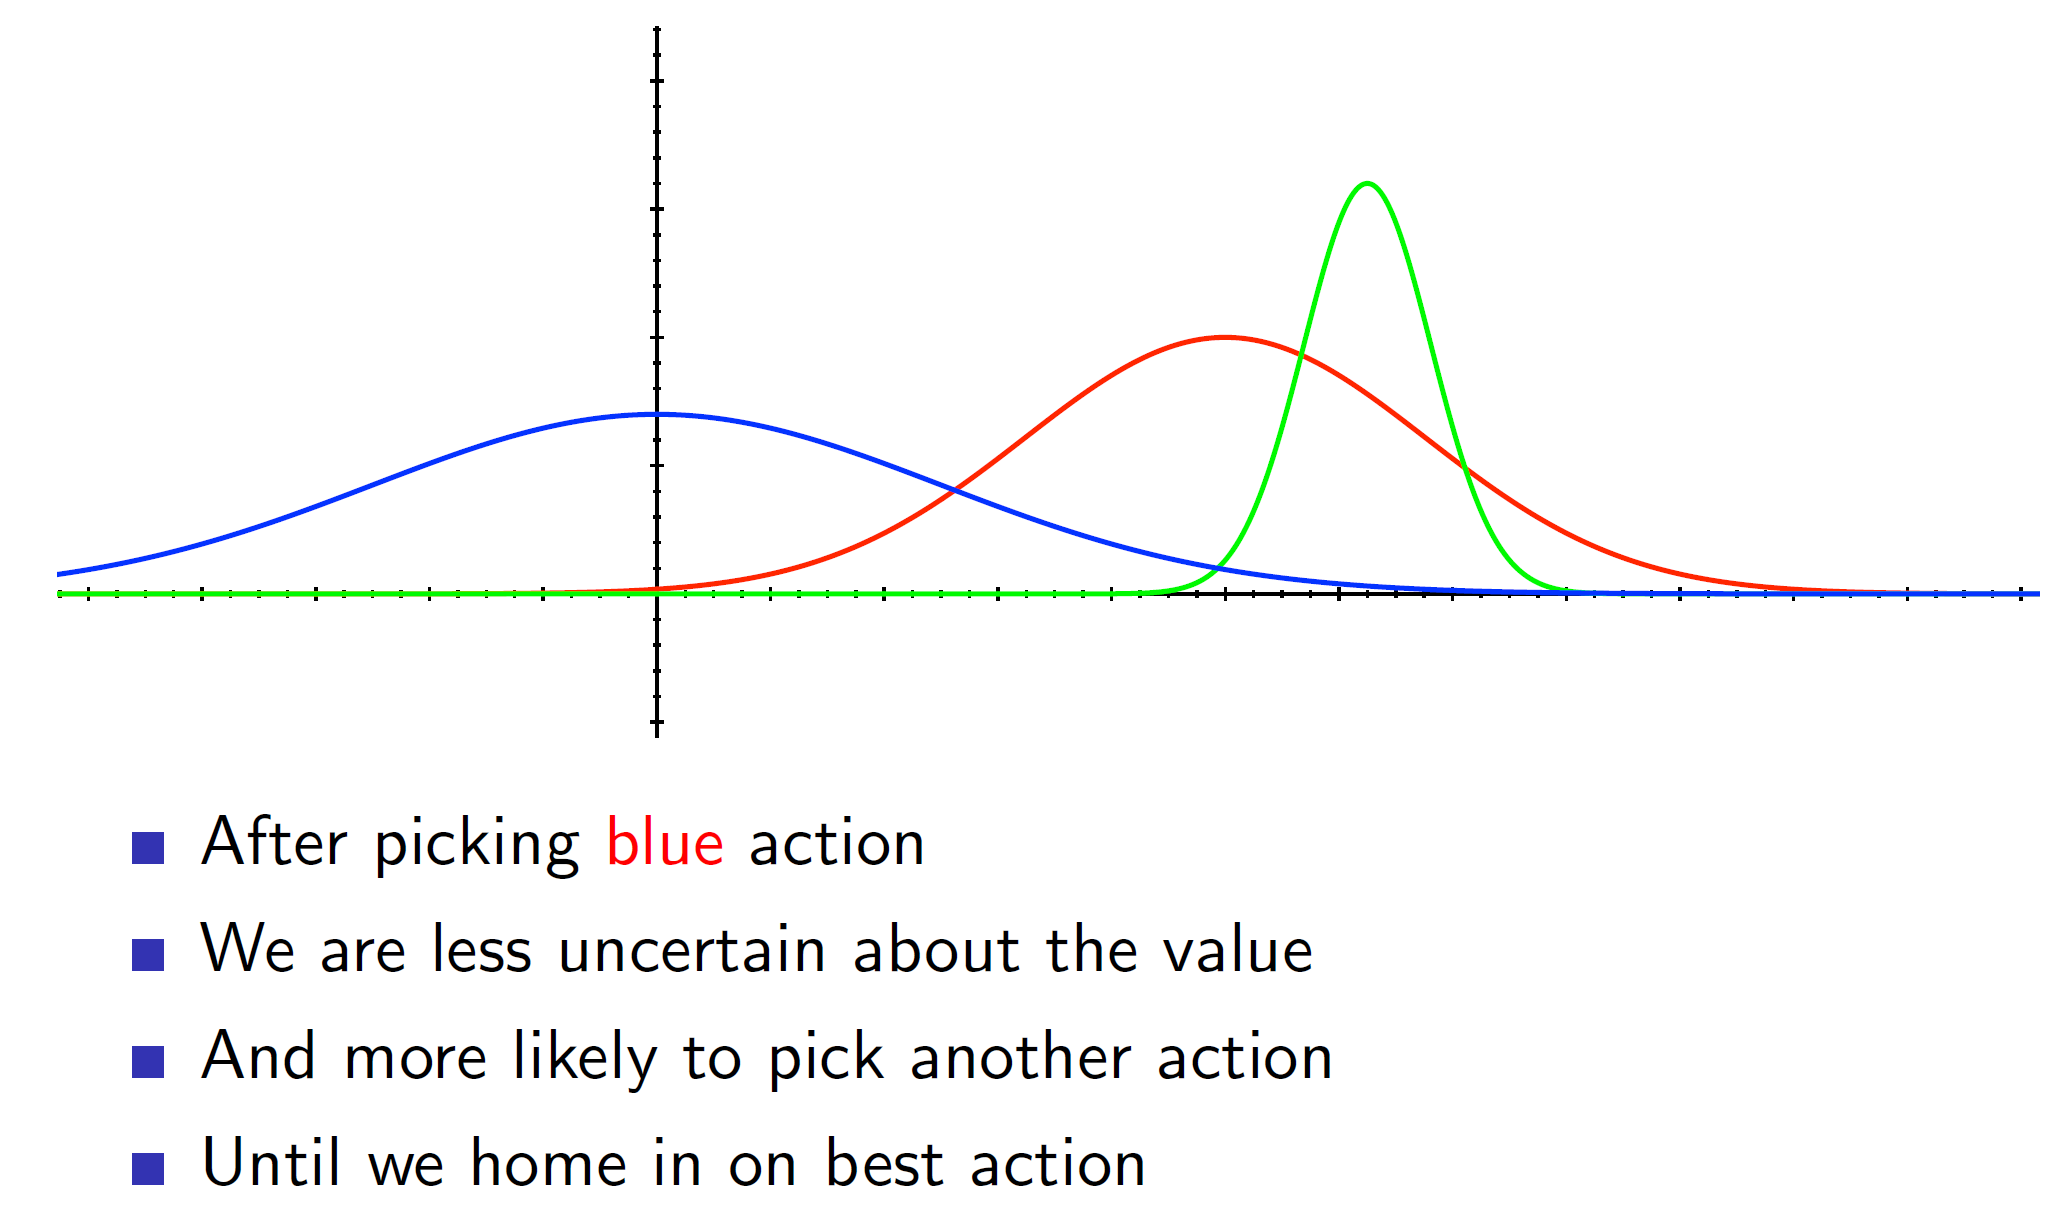 After picking blue action
We are less uncertain about the value
And more likely to pick another action
Until we home in on best action